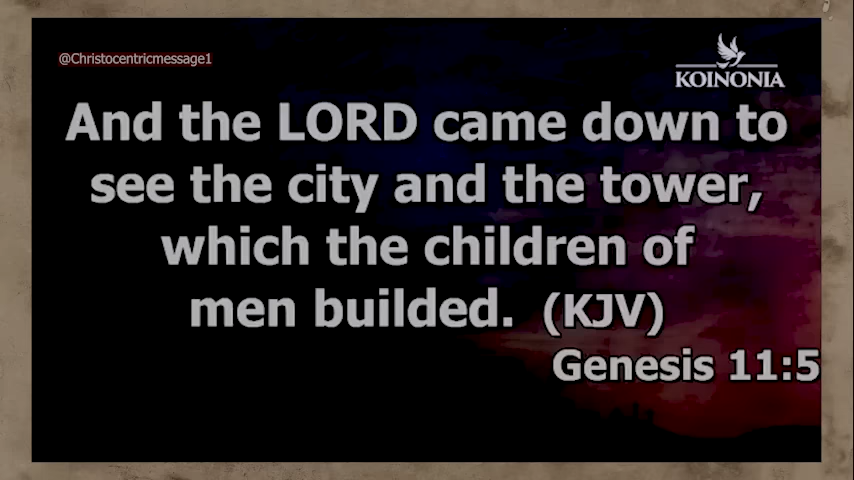 @Christocentricmessage1
KOINONIA
And the LORD came down to
see the city and the tower,
which the children of
men builded. (KJV)
Genesis 11:5